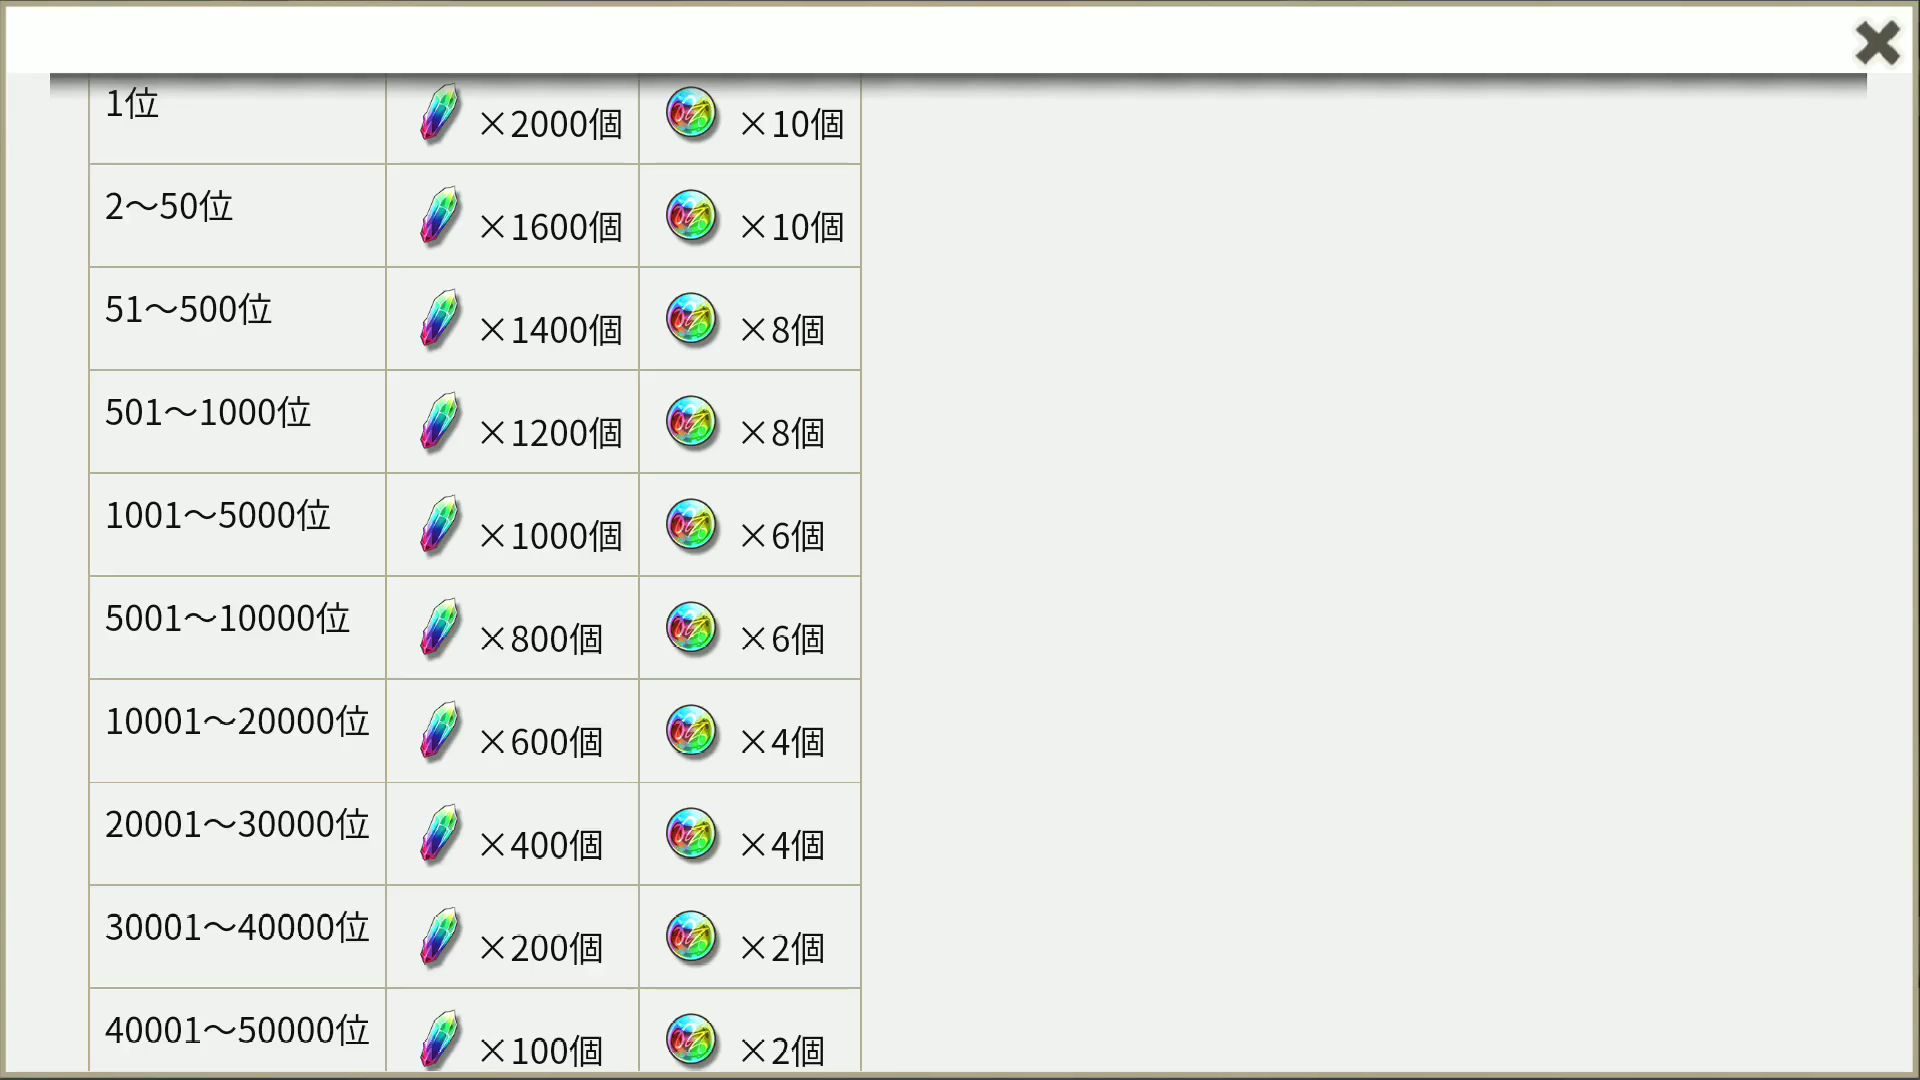 1位 ×2000個 ×10個
2～50位 ×1600個 ×10個
51～500位 ×1400個 ×8個
501～1000位 ×1200個 ×8個
1001～5000位 ×1000個 ×6個
5001～10000位 ×800個 ×6個
10001～20000位 ×600個 ×4個
20001～30000位 ×400個 ×4個
30001～40000位 ×200個 ×2個
40001～50000位 ×100個 ×2個